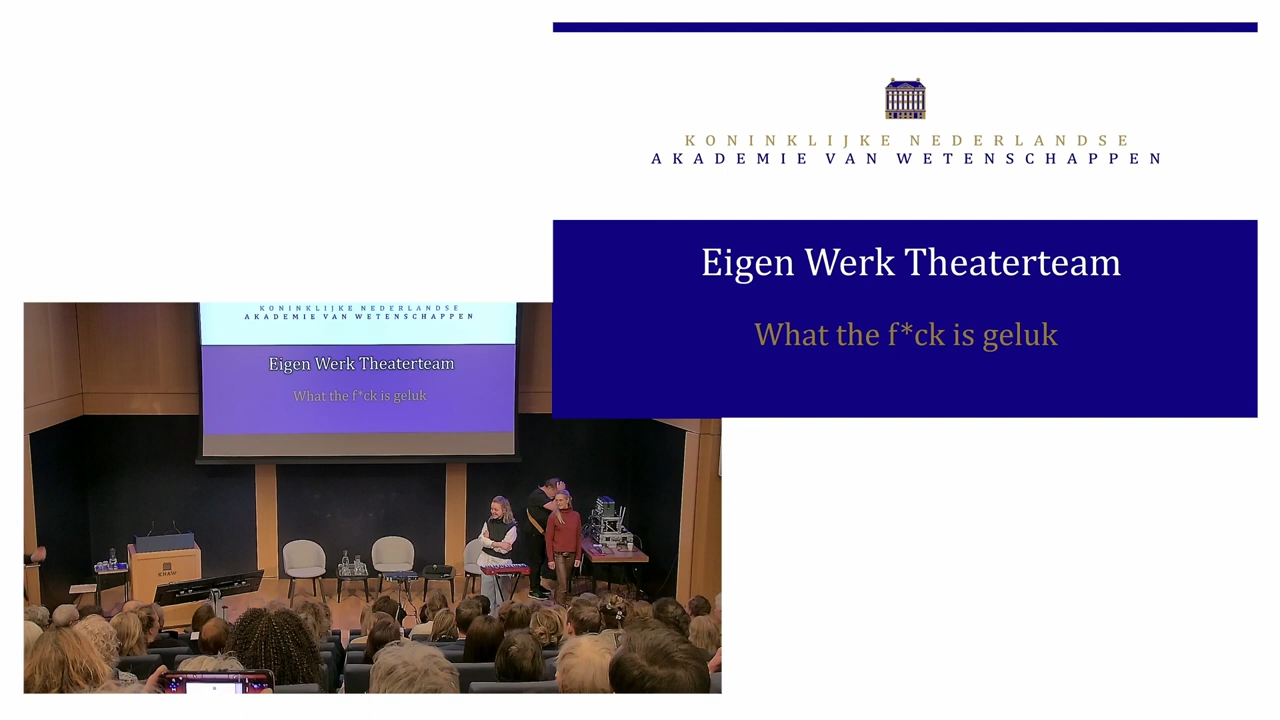 KONINKLIJKE NEDERLANDSE
AKADEMIE VAN WETENSCHAPPEN
Eigen Werk Theaterteam
What the f*ck is geluk
KONINKLIJKE NEDERLANDSE
AKADEMIE VAN WETENSCHAPPEN
Eigen Werk Theaterteam
What the f*ck is geluk
KNAW